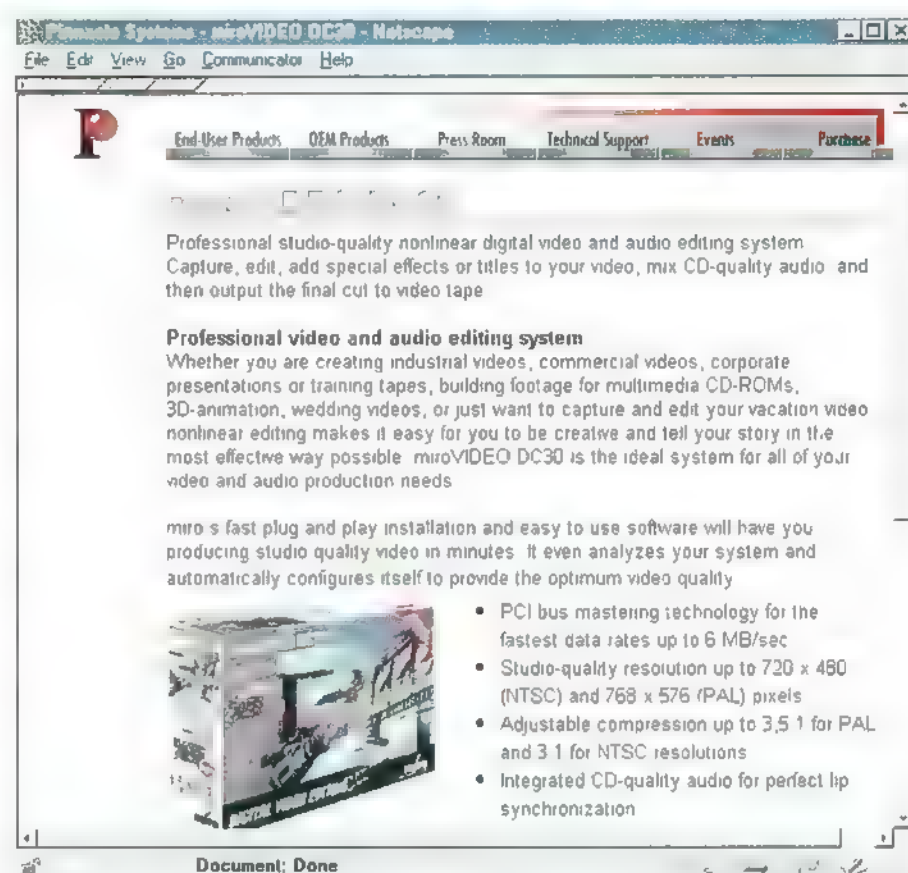 Pinnacle Systems - miroVIDEO DC30 - Netscape
File Edit View Go Communicator Help
End-User Products OEM Products Press Room Technical Support Events Purchase
Professional studio-quality nonlinear digital video and audio editing system
Capture, edit, add special effects or titles to your video, mix CD-quality audio and
then output the final cut to video tape
Professional video and audio editing system
Whether you are creating industrial videos, commercial videos, corporate
presentations or training tapes, building footage for multimedia CD-ROMs,
3D-animation, wedding videos, or just want to capture and edit your vacation video
nonlinear editing makes it easy for you to be creative and tell your story in the
most effective way possible miroVIDEO DC30 is the ideal system for all of your
video and audio production needs
miro s fast plug and play installation and easy to use software will have you
producing studio quality video in minutes It even analyzes your system and
automatically configures itself to provide the optimum video quality
• PCI bus mastering technology for the
fastest data rates up to 6 MB/sec
• Studio-quality resolution up to 720 x 480
(NTSC) and 768 x 576 (PAL) pixels
• Adjustable compression up to 3,5 1 for PAL
and 3 1 for NTSC resolutions
• Integrated CD-quality audio for perfect lip
synchronization
Document: Done